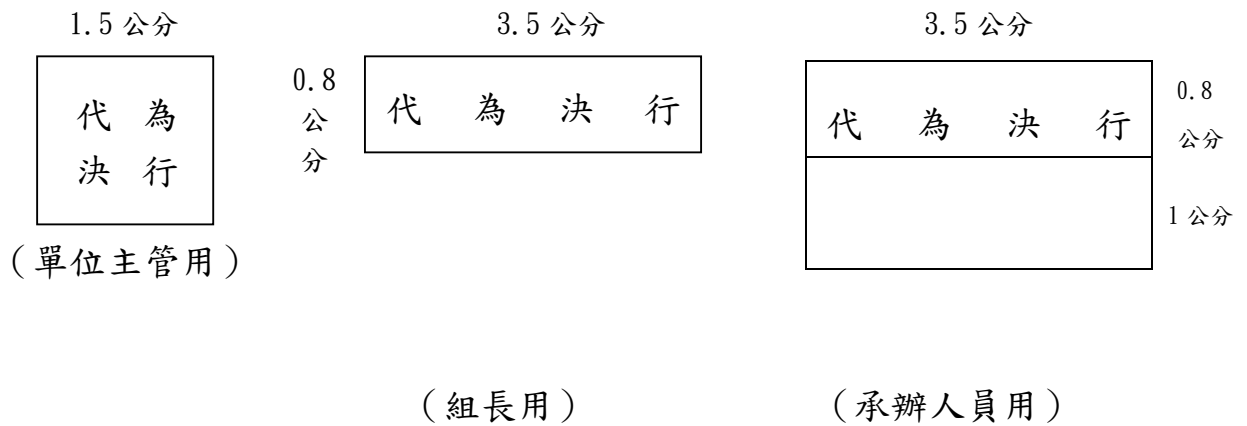 1.5 公分
代 為
決 行
(單位主管用)
3.5 公分
0.8
公
分
代 為 決 行
(組長用)
3.5 公分
代 為 決 行
0.8
公分
1 公分
(承辦人員用)